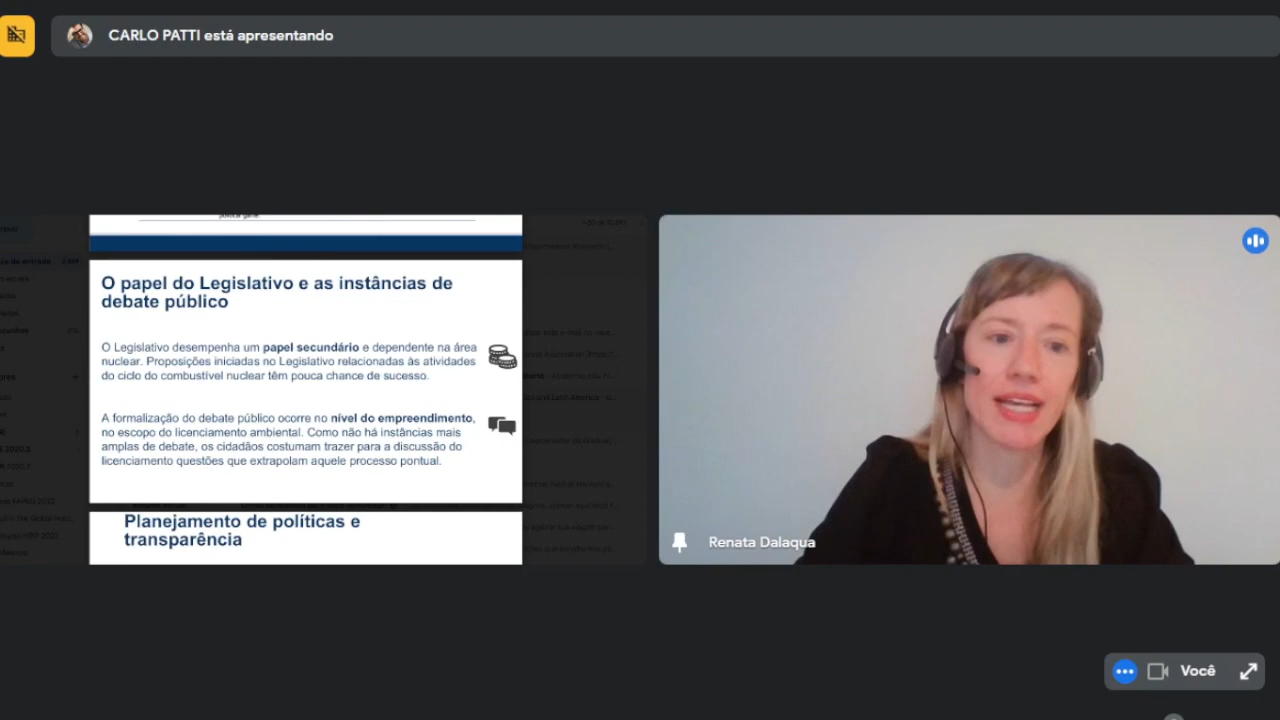 CARLO PATTI está apresentando
O papel do Legislativo e as instâncias de
debate público
O Legislativo desempenha um papel secundário e dependente na área
nuclear. Proposições iniciadas no Legislativo relacionadas às atividades
do ciclo do combustível nuclear têm pouca chance de sucesso.
A formalização do debate público ocorre no nível do empreendimento,
no escopo do licenciamento ambiental. Como não há instâncias mais
amplas de debate, os cidadãos costumam trazer para a discussão do
licenciamento questões que extrapolam aquele processo pontual.
Planejamento de políticas e
transparência
Renata Dalaqua
Você